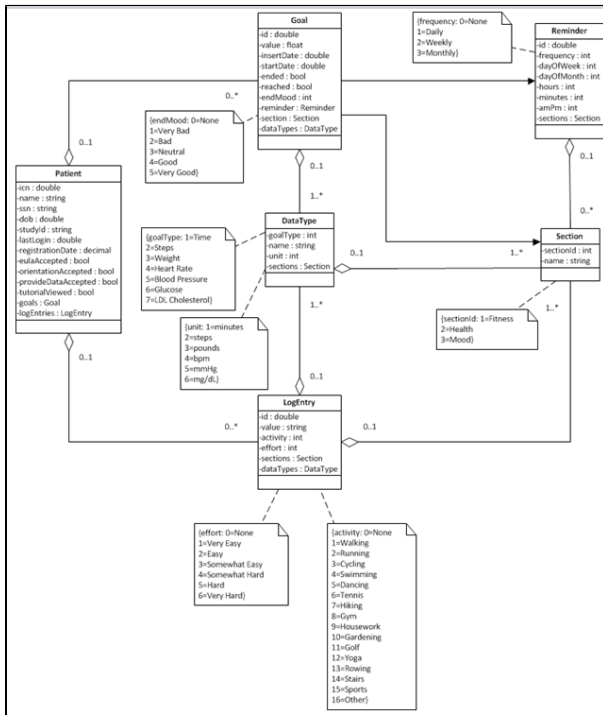 Goal
-id : double
-value : float
-insertDate : double
-startDate : double
-ended : bool
-reached : bool
-endMood : int
-reminder : Reminder
-section : Section
-dataTypes : DataType
{frequency: 0=None
1=Daily
2=Weekly
3=Monthly}
Reminder
-id : double
-frequency : int
-dayOfWeek : int
-dayOfMonth : int
-hours : int
-minutes : int
-amPm : int
-sections : Section
0..*
{endMood: 0=None
1=Very Bad
2=Bad
3=Neutral
4=Good
5=Very Good}
0..1
0..1
0..1
Patient
-icn : double
-name : string
-ssn : string
-dob : double
-studyId : string
-lastLogin : double
-registrationDate : decimal
-eulaAccepted : bool
-orientationAccepted : bool
-provideDataAccepted : bool
-tutorialViewed : bool
-goals : Goal
-logEntries : LogEntry
1..*
0..*
DataType
-goalType : int
-name : string
-unit : int
-sections : Section
{goalType: 1=Time
2=Steps
3=Weight
4=Heart Rate
5=Blood Pressure
6=Glucose
7=LDL Cholesterol}
0..1
1..*
Section
-sectionId : int
-name : string
{unit: 1=minutes
2=steps
3=pounds
4=bpm
5=mmHg
6=mg/dL}
1..*
{sectionId: 1=Fitness
2=Health
3=Mood}
1..*
0..1
0..1
LogEntry
-id : double
-value : string
-activity : int
-effort : int
-sections : Section
-dataTypes : DataType
0..*
0..1
{effort: 0=None
1=Very Easy
2=Easy
3=Somewhat Easy
4=Somewhat Hard
5=Hard
6=Very Hard}
{activity: 0=None
1=Walking
2=Running
3=Cycling
4=Swimming
5=Dancing
6=Tennis
7=Hiking
8=Gym
9=Housework
10=Gardening
11=Golf
12=Yoga
13=Rowing
14=Stairs
15=Sports
16=Other}